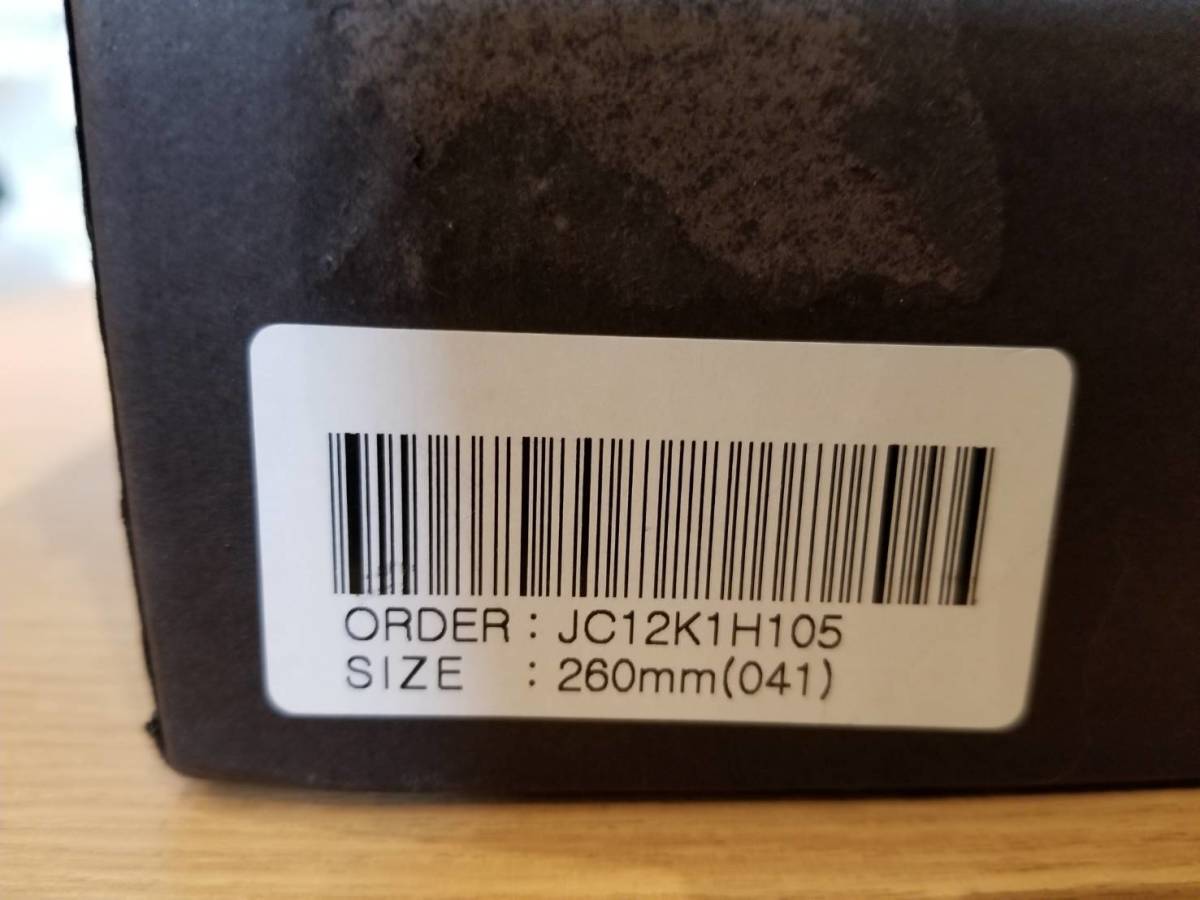 ORDER : JC12K1H105
SIZE : 260mm(041)